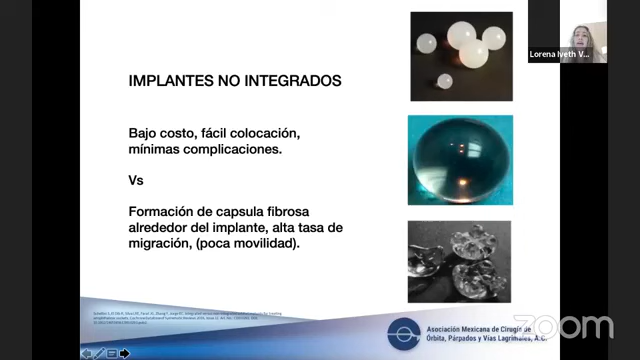 Lorena Iveth V...
IMPLANTES NO INTEGRADOS
Bajo costo, fácil colocación,
mínimas complicaciones.
Vs
Formación de capsula fibrosa
alrededor del implante, alta tasa de
migración, (poca movilidad).
Asociación Mexicana de Cirugía de
Órbita, Párpados y Vías Lagrimales, A.C.
zoom